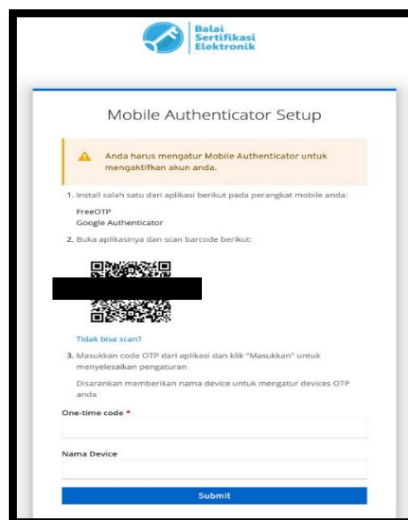 Balai
Sertifikasi
Elektronik
Mobile Authenticator Setup
Anda harus mengatur Mobile Authenticator untuk
mengaktifkan akun anda.
1. Install salah satu dari aplikasi berikut pada perangkat mobile anda:
FreeOTP
Google Authenticator
2. Buka aplikasinya dan scan barcode berikut:
Tidak bisa scan?
3. Masukkan code OTP dari aplikasi dan klik "Masukkan" untuk
menyelesaikan pengaturan
Disarankan memberikan nama device untuk mengatur devices OTP
anda
One-time code *
Nama Device
Submit